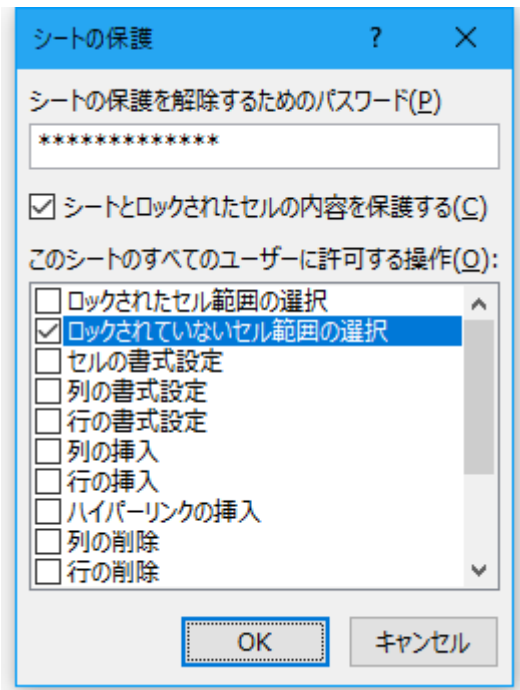 シートの保護 ?
シートの保護を解除するためのパスワード(P)
*************
シートとロックされたセルの内容を保護する(C)
このシートのすべてのユーザーに許可する操作(O):
ロックされたセル範囲の選択
ロックされていないセル範囲の選択
セルの書式設定
列の書式設定
行の書式設定
列の挿入
行の挿入
ハイパーリンクの挿入
列の削除
行の削除
OK キャンセル